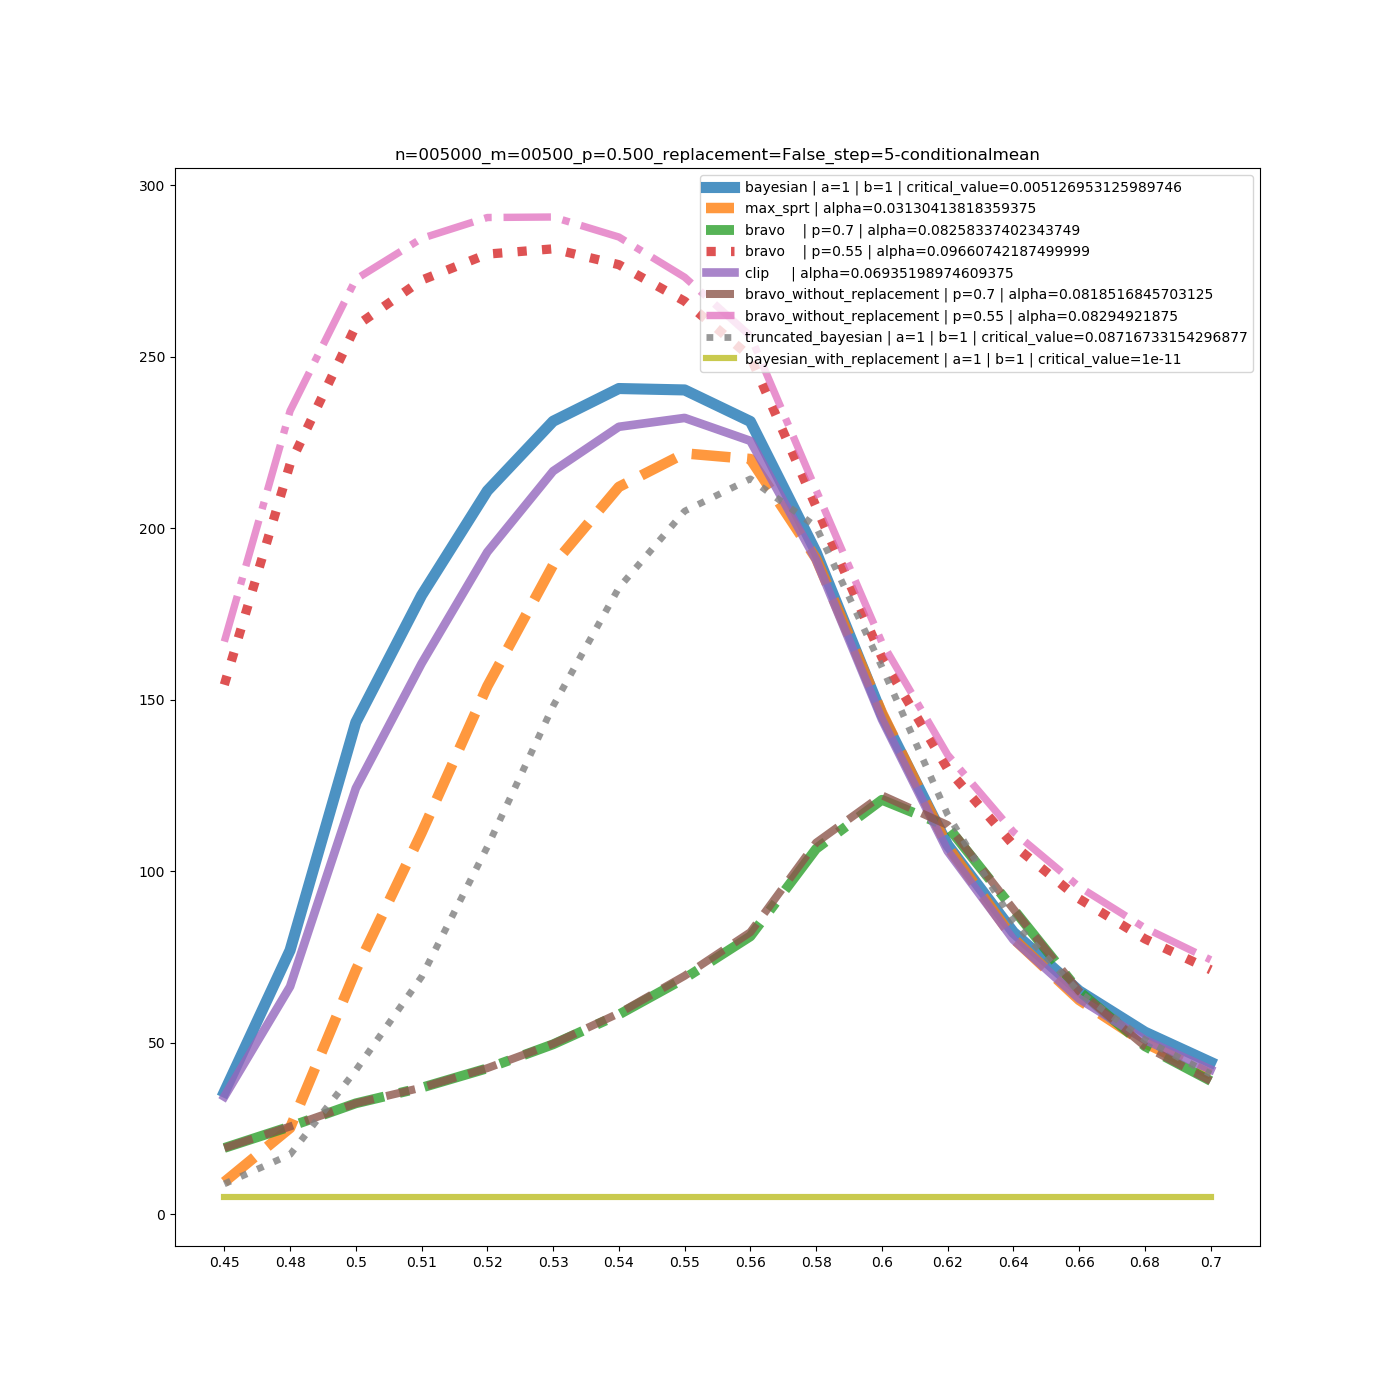 n=005000_m=00500_p=0.500_replacement=False_step=5-conditionalmean
300
250
200
150
100
50
0
bayesian | a=1 | b=1 | critical_value=0.005126953125989746
max_sprt | alpha=0.03130413818359375
bravo    | p=0.7 | alpha=0.08258337402343749
bravo    | p=0.55 | alpha=0.09660742187499999
clip     | alpha=0.06935198974609375
bravo_without_replacement | p=0.7 | alpha=0.0818516845703125
bravo_without_replacement | p=0.55 | alpha=0.08294921875
truncated_bayesian | a=1 | b=1 | critical_value=0.08716733154296877
bayesian_with_replacement | a=1 | b=1 | critical_value=1e-11
0.45 0.48 0.5 0.51 0.52 0.53 0.54 0.55 0.56 0.58 0.6 0.62 0.64 0.66 0.68 0.7